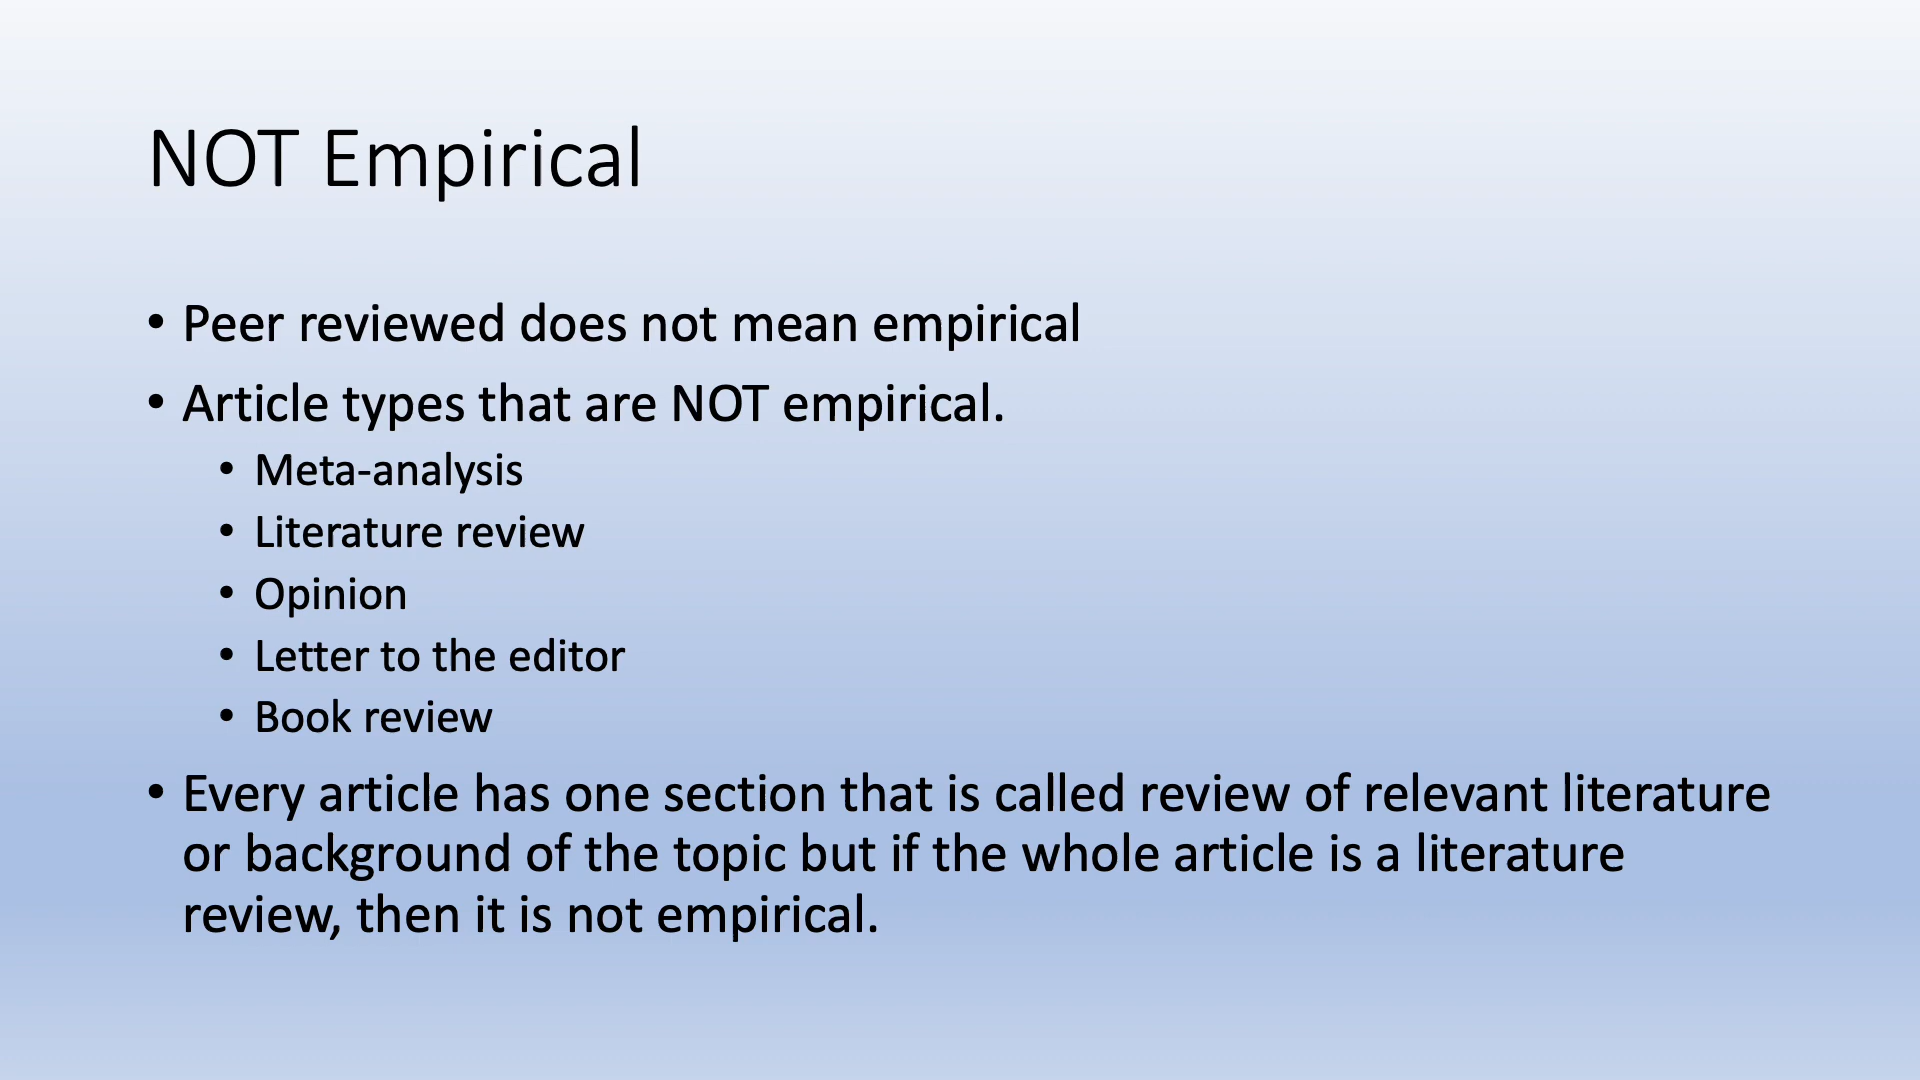 NOT Empirical
• Peer reviewed does not mean empirical
• Article types that are NOT empirical.
• Meta-analysis
• Literature review
• Opinion
• Letter to the editor
• Book review
• Every article has one section that is called review of relevant literature
or background of the topic but if the whole article is a literature
review, then it is not empirical.